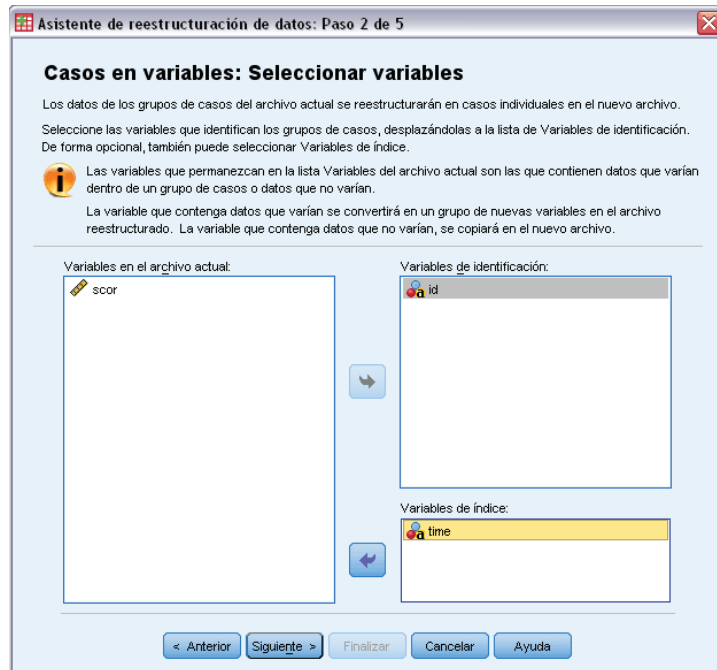 Asistente de reestructuración de datos: Paso 2 de 5
Casos en variables: Seleccionar variables
Los datos de los grupos de casos del archivo actual se reestructurarán en casos individuales en el nuevo archivo.
Seleccione las variables que identifican los grupos de casos, desplazándolas a la lista de Variables de identificación.
De forma opcional, también puede seleccionar Variables de índice.
Las variables que permanezcan en la lista Variables del archivo actual son las que contienen datos que varían
dentro de un grupo de casos o datos que no varían.
La variable que contenga datos que varían se convertirá en un grupo de nuevas variables en el archivo
reestructurado. La variable que contenga datos que no varían, se copiará en el nuevo archivo.
Variables en el archivo actual:
scor
Variables de identificación:
a id
Variables de índice:
a time
< Anterior
Siguiente >
Finalizar
Cancelar
Ayuda